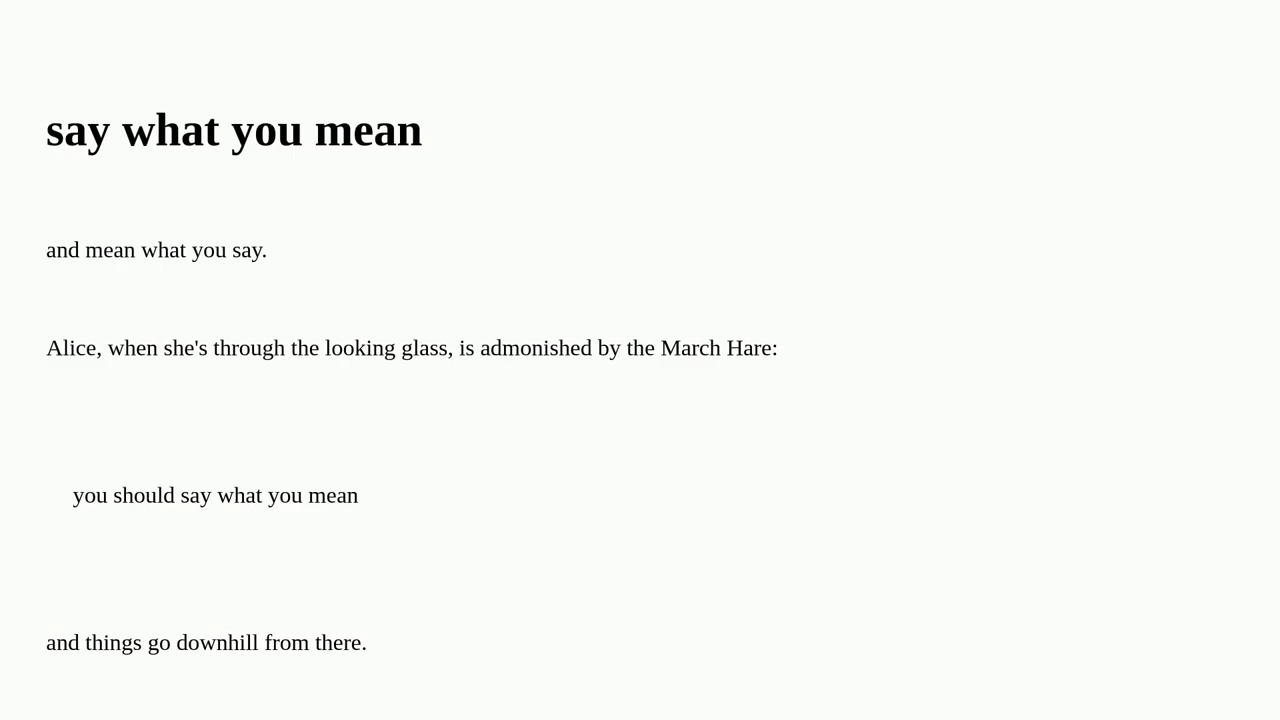 say what you mean
and mean what you say.
Alice, when she's through the looking glass, is admonished by the March Hare:
you should say what you mean
and things go downhill from there.